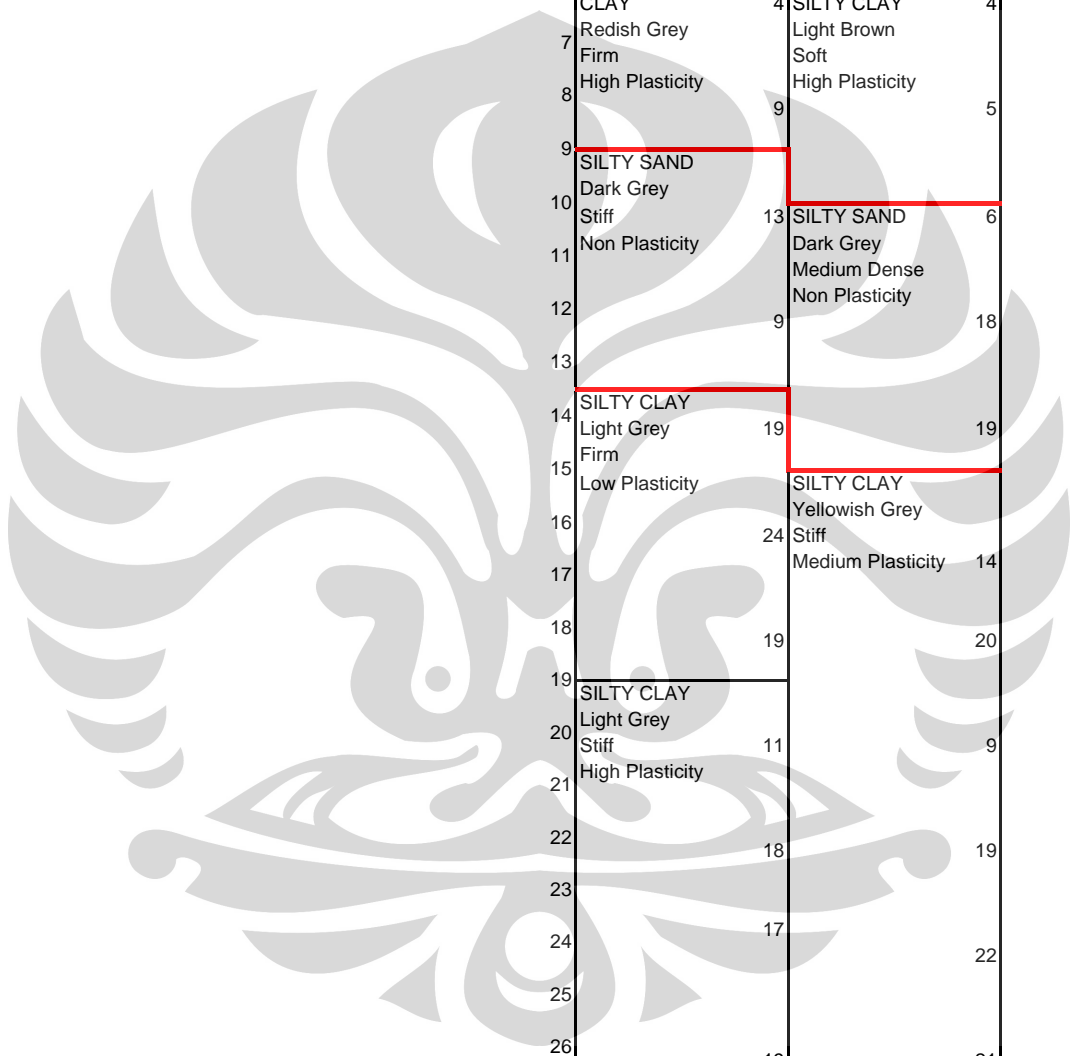 CLAY 4 SILTY CLAY 4
Redish Grey Light Brown
7
Firm Soft
High Plasticity High Plasticity
8
9 5
9
SILTY SAND
Dark Grey
10
Stiff 13 SILTY SAND 6
Non Plasticity Dark Grey
11
Medium Dense
Non Plasticity
12
9 18
13
SILTY CLAY
14
Light Grey 19 19
Firm
15
Low Plasticity SILTY CLAY
Yellowish Grey
16
24 Stiff
Medium Plasticity 14
17
18
19 20
19
SILTY CLAY
Light Grey
20
Stiff 11 9
High Plasticity
21
22
18 19
23
17
24
22
25
26